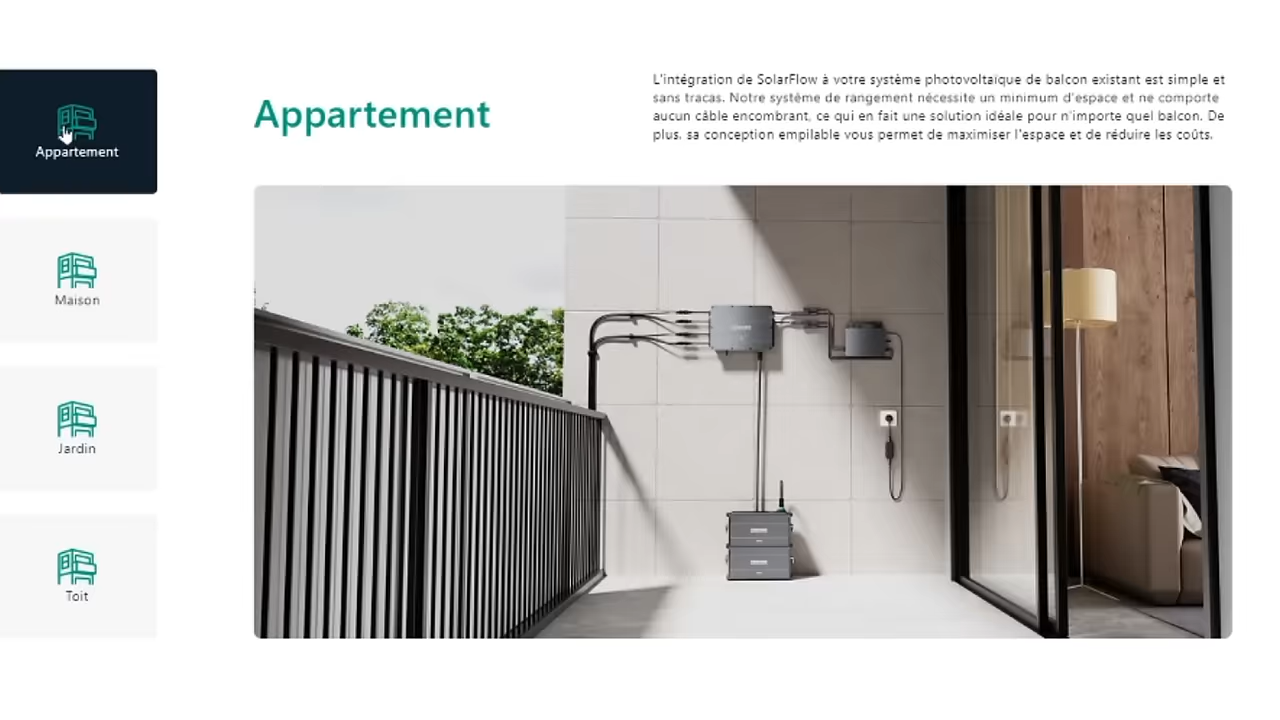 Appartement
Maison
Jardin
Toit
Appartement
L'intégration de SolarFlow à votre système photovoltaïque de balcon existant est simple et
sans tracas. Notre système de rangement nécessite un minimum d'espace et ne comporte
aucun câble encombrant, ce qui en fait une solution idéale pour n'importe quel balcon. De
plus, sa conception empilable vous permet de maximiser l'espace et de réduire les coûts.